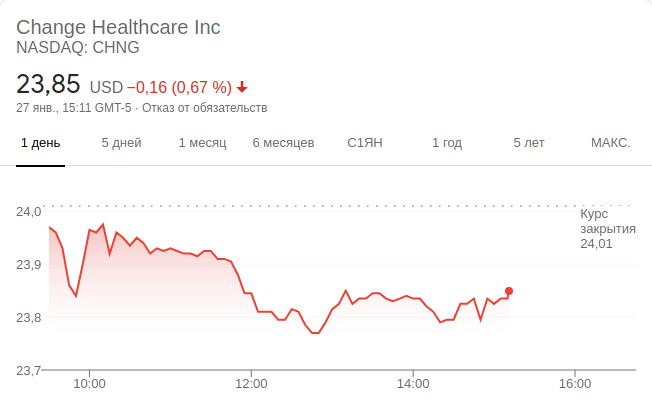 Change Healthcare Inc
NASDAQ: CHNG
23,85 USD −0,16 (0,67 %)
27 янв., 15:11 GMT-5 · Отказ от обязательств
1 день 5 дней 1 месяц 6 месяцев С1ЯН 1 год 5 лет МАКС.
24,0
Курс
закрытия
24,01
23,9
23,8
23,7
10:00 12:00 14:00 16:00